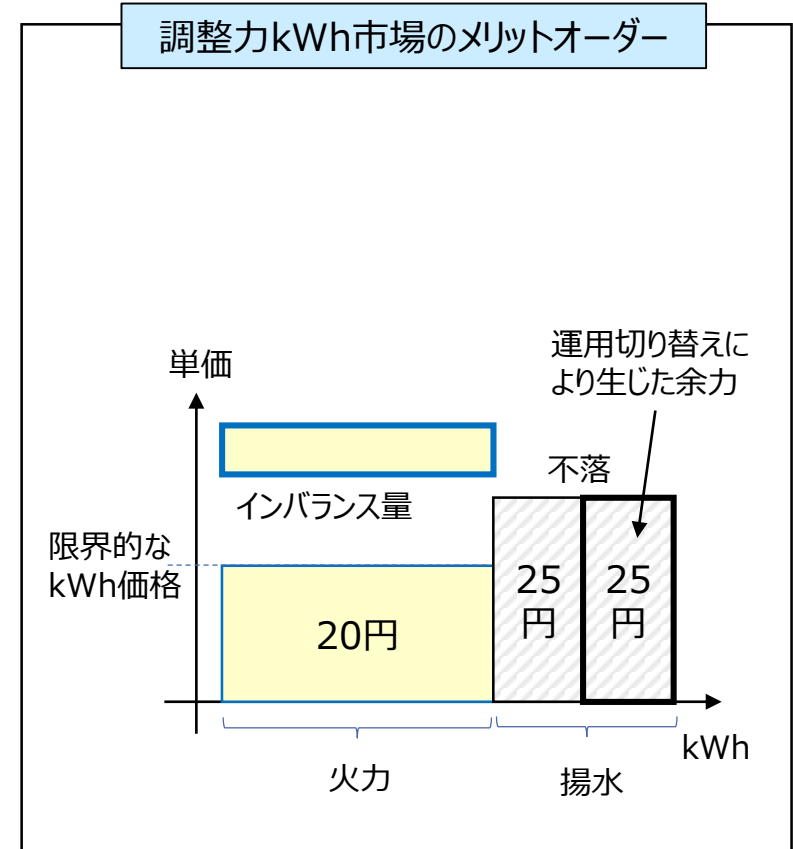 調整力kWh市場のメリットオーダー
運用切り替えに
より生じた余力
単価
不落
インバランス量
限界的な
kWh価格
20円
25
円
25
円
kWh
火力
揚水